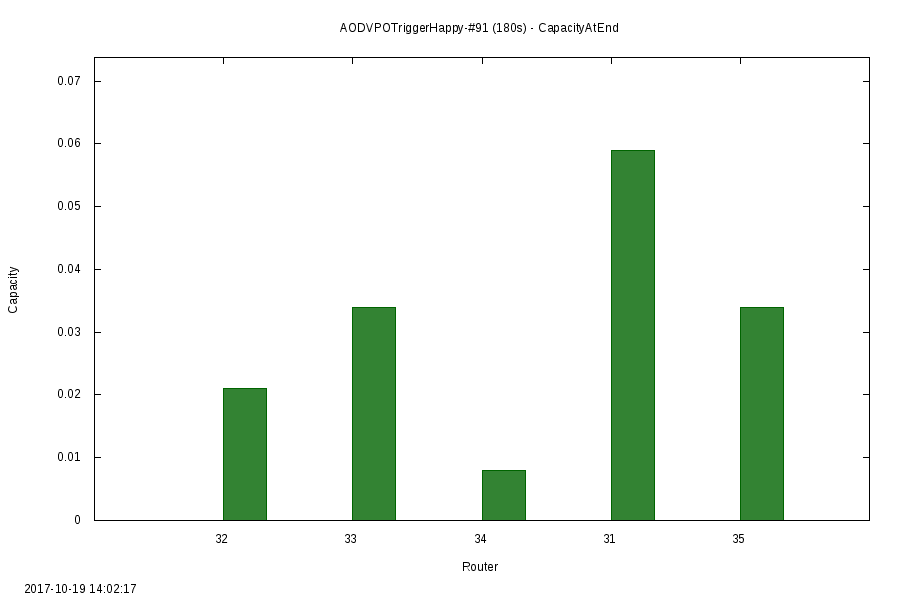 AODVPOTriggerHappy-#91 (180s) - CapacityAtEnd
0.07
0.06
0.05
0.04
0.03
0.02
0.01
0
Capacity
32 33 34 31 35
Router
2017-10-19 14:02:17